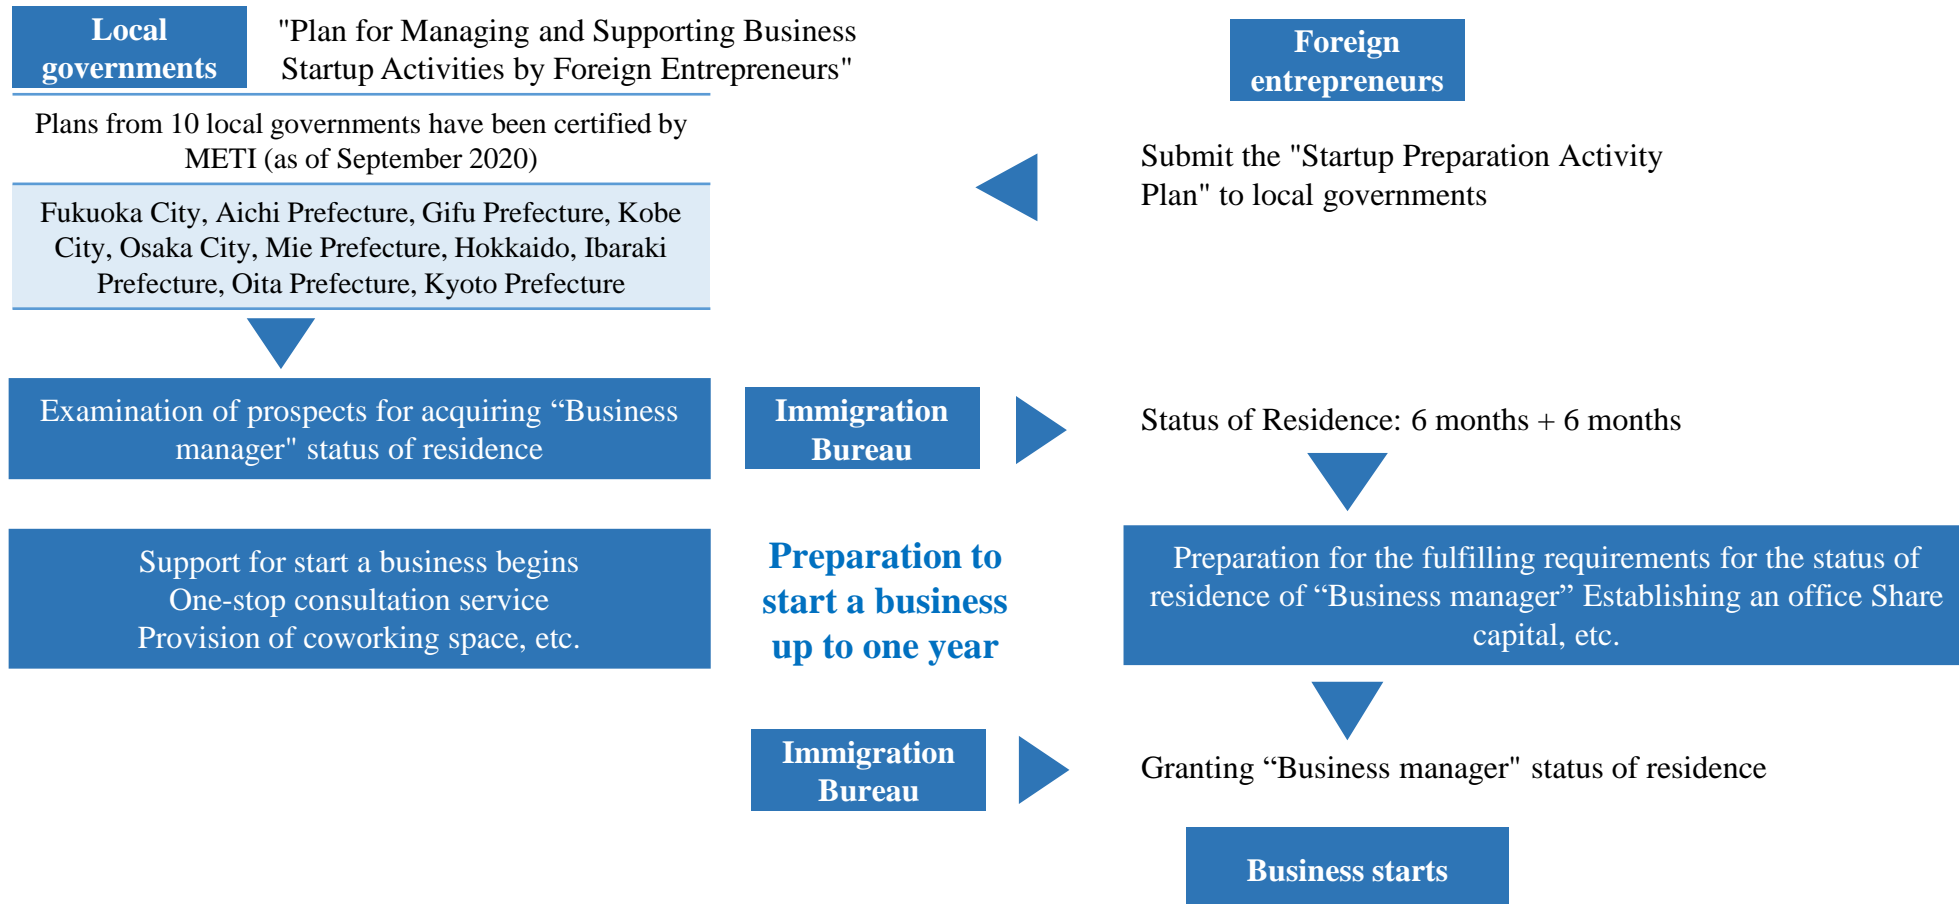 Local
governments
"Plan for Managing and Supporting Business
Startup Activities by Foreign Entrepreneurs"
Plans from 10 local governments have been certified by
METI (as of September 2020)
Fukuoka City, Aichi Prefecture, Gifu Prefecture, Kobe
City, Osaka City, Mie Prefecture, Hokkaido, Ibaraki
Prefecture, Oita Prefecture, Kyoto Prefecture
Foreign
entrepreneurs
Submit the "Startup Preparation Activity
Plan" to local governments
Examination of prospects for acquiring “Business
manager" status of residence
Immigration
Bureau
Status of Residence: 6 months + 6 months
Support for start a business begins
One-stop consultation service
Provision of coworking space, etc.
Preparation to
start a business
up to one year
Preparation for the fulfilling requirements for the status of
residence of “Business manager” Establishing an office Share
capital, etc.
Immigration
Bureau
Granting “Business manager" status of residence
Business starts